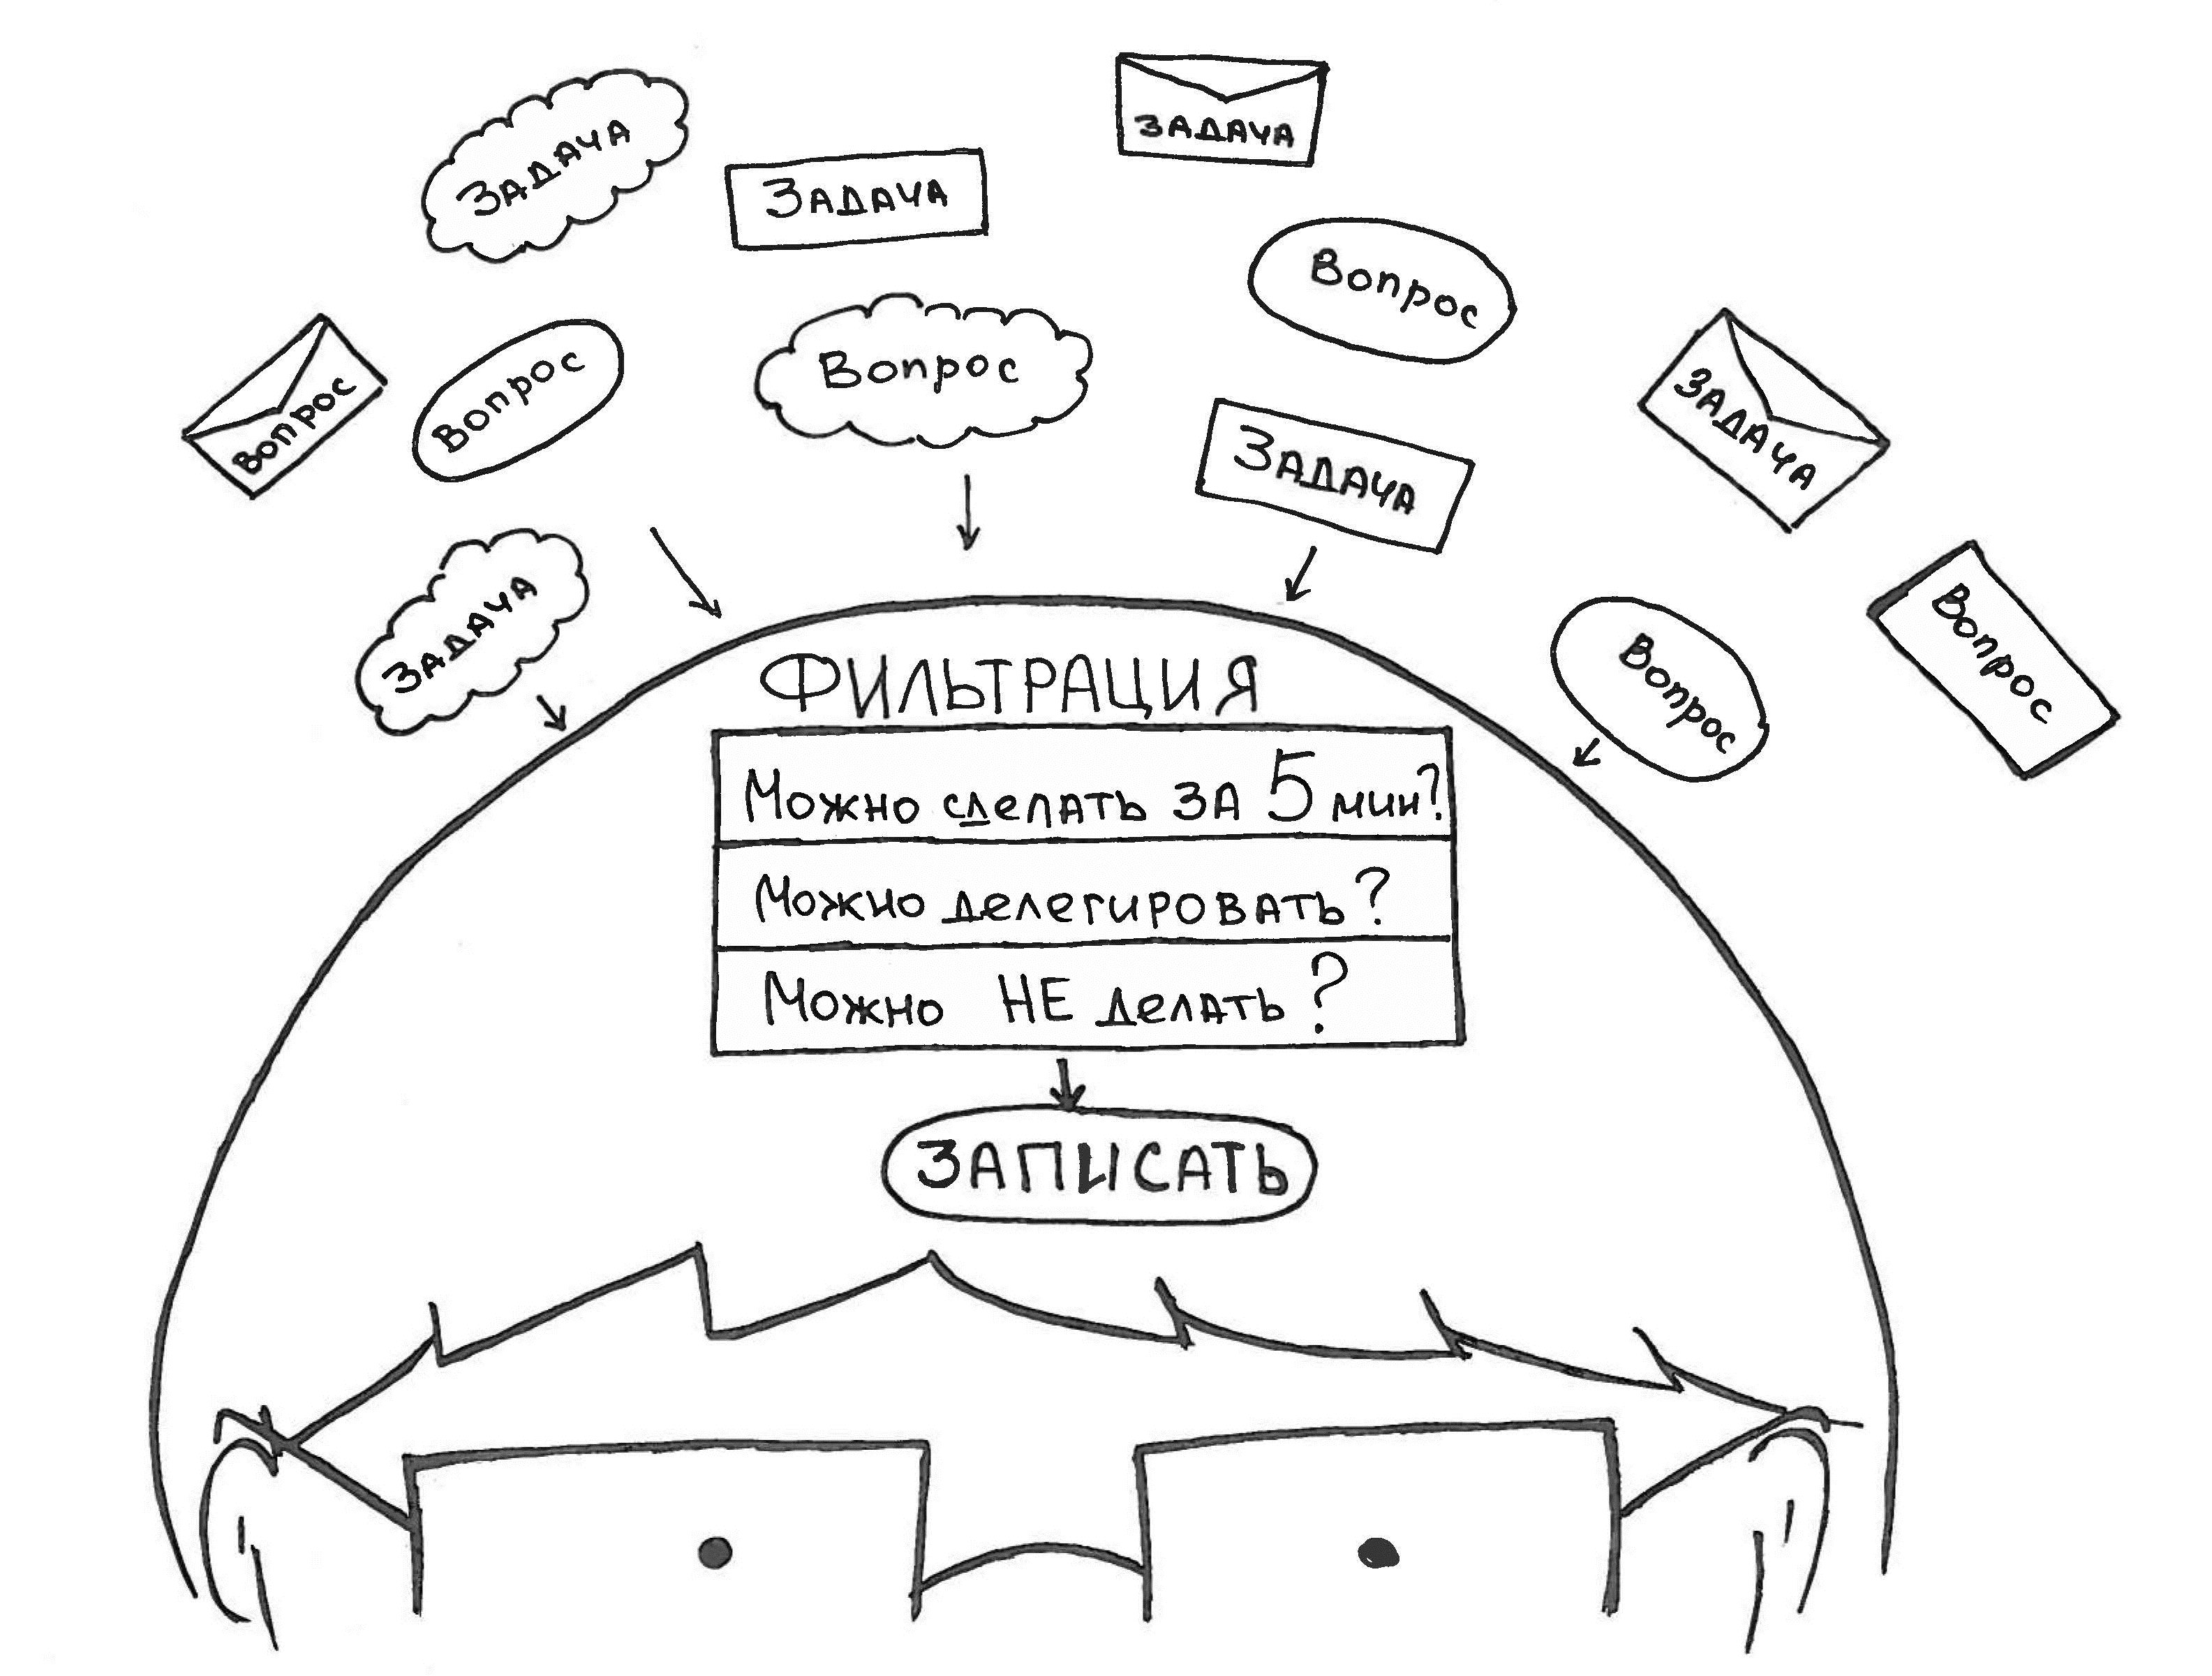 ЗАДАЧА
ЗАДАЧА
ЗАДАЧА
Вопрос
Вопрос
Вопрос
Вопрос
ЗАДАЧА
ЗАДАЧА
ЗАДАЧА
Вопрос
Вопрос
ФИЛЬТРАЦИЯ
Можно сделать за 5 мин?
Можно делегировать?
Можно НЕ делать?
ЗАПИСАТЬ